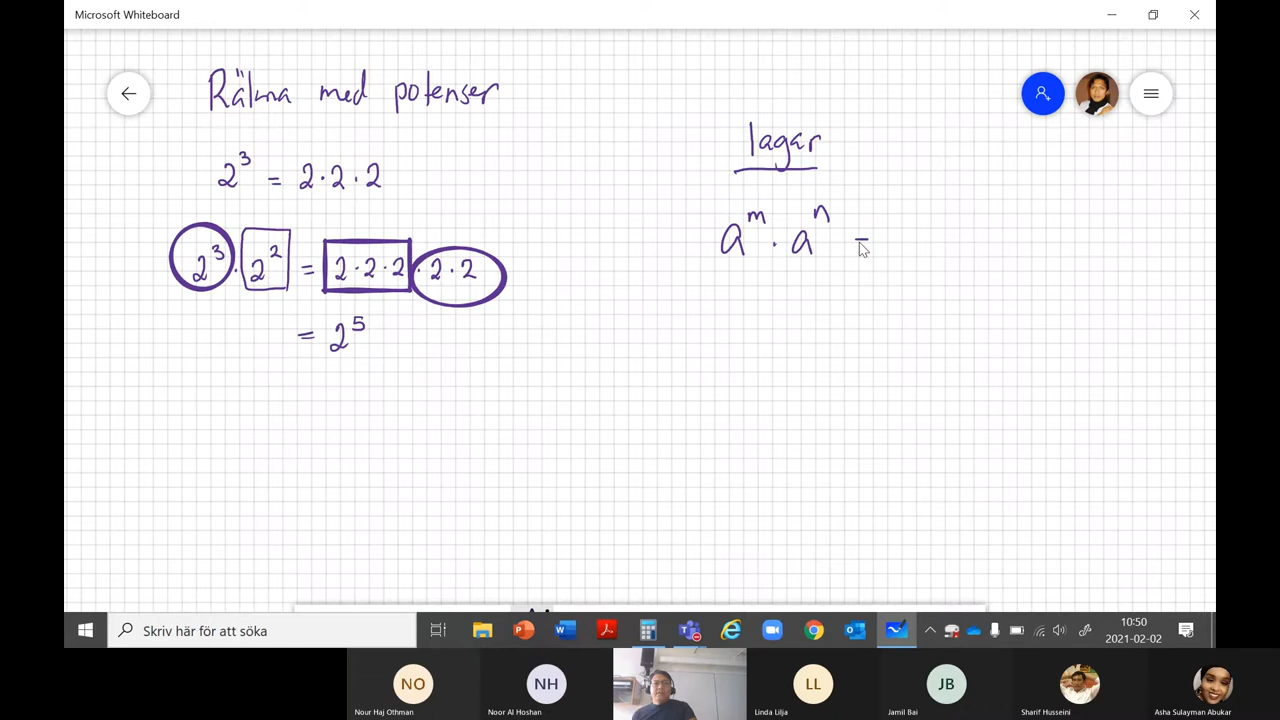 Microsoft Whiteboard
Räkna med potenser
lagar
2³ = 2·2·2
aᵐ · aⁿ -
2³ · 2² = 2·2·2 · 2·2
= 2⁵
Skriv här för att söka
10:50
2021-02-02
NO
NH
LL
JB
Nour Haj Othman
Noor Al Hoshan
Linda Lilja
Jamil Bai
Sharif Husseini
Asha Sulayman Abukar